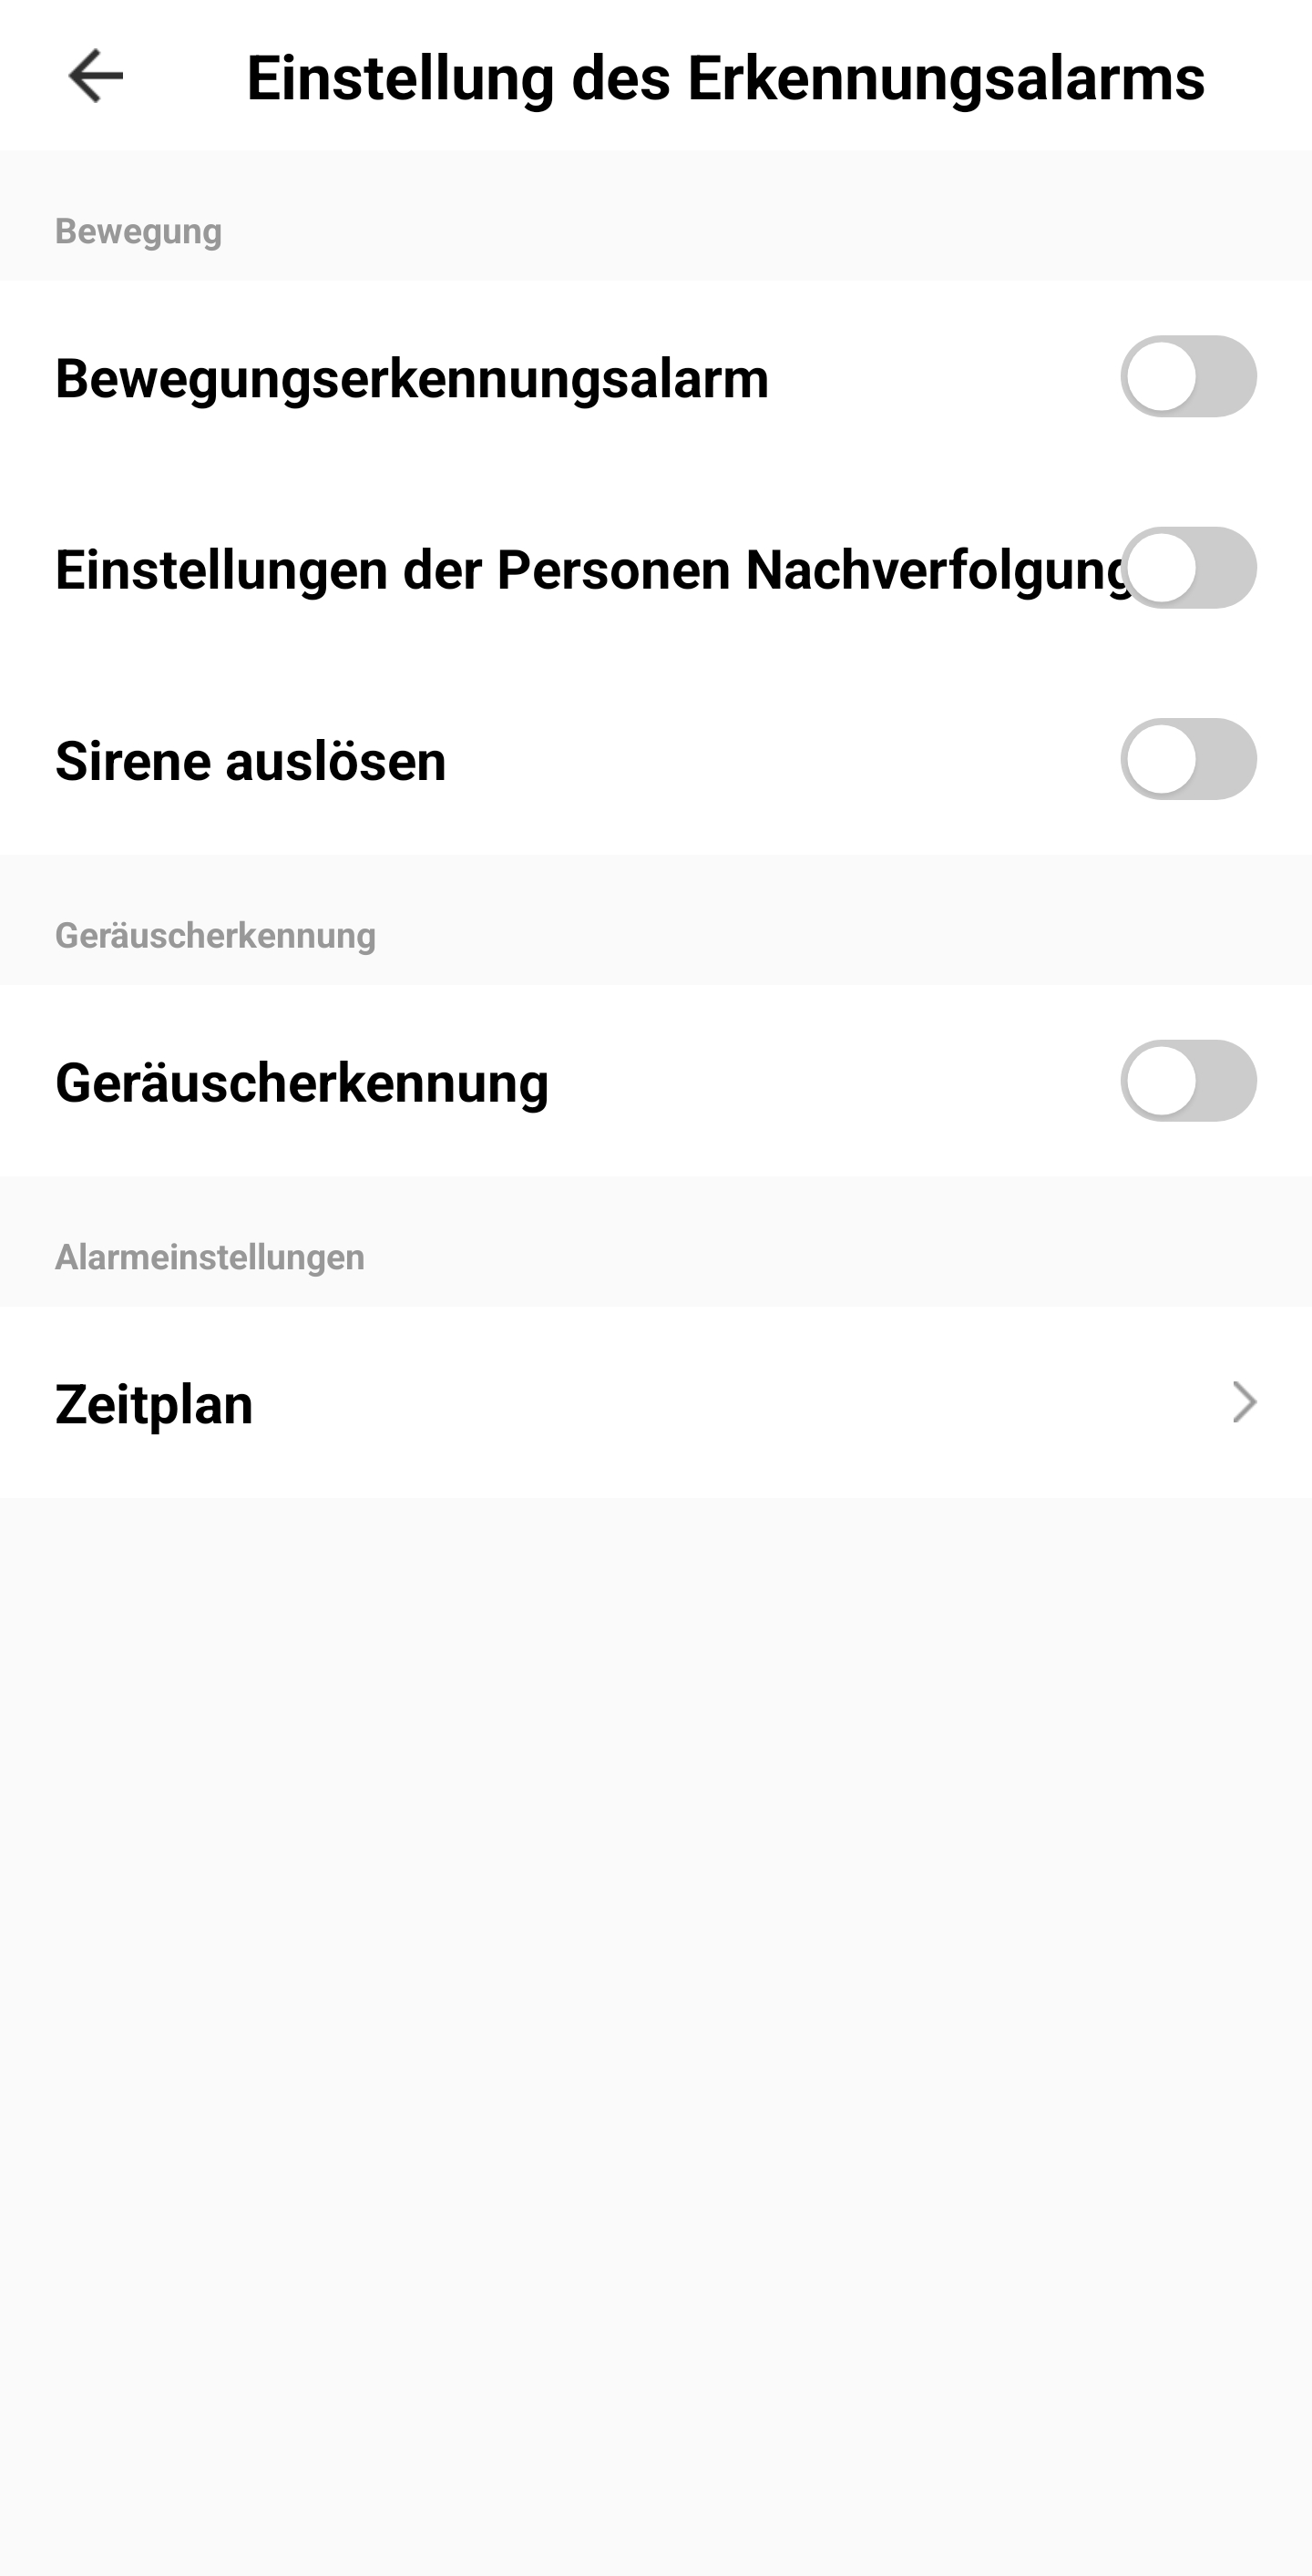 Einstellung des Erkennungsalarms
Bewegung
Bewegungserkennungsalarm
Einstellungen der Personen Nachverfolgung
Sirene auslösen
Geräuscherkennung
Geräuscherkennung
Alarmeinstellungen
Zeitplan